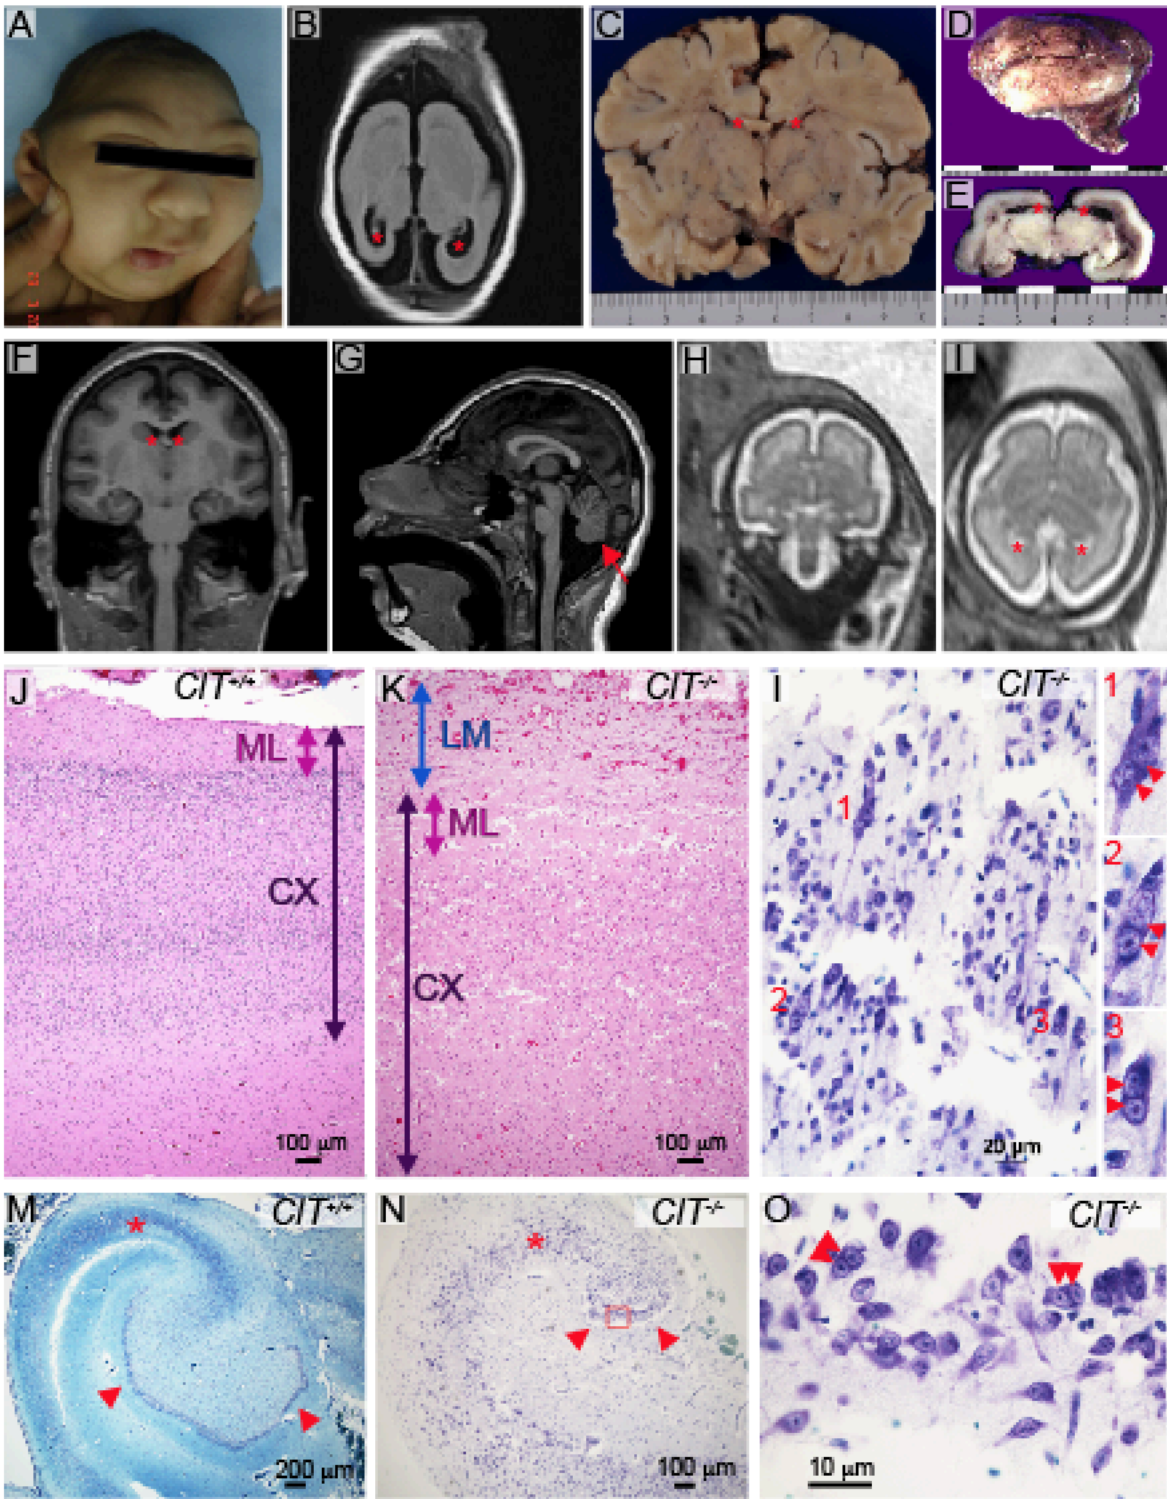 A
B
C
D
E
F
G
H
I
J
CIT+/+
ML
CX
100 µm
K
CIT-/-
LM
ML
CX
100 µm
I
CIT-/-
1
2
3
1
2
3
20 µm
M
CIT+/+
200 µm
N
CIT-/-
100 µm
O
CIT-/-
10 µm